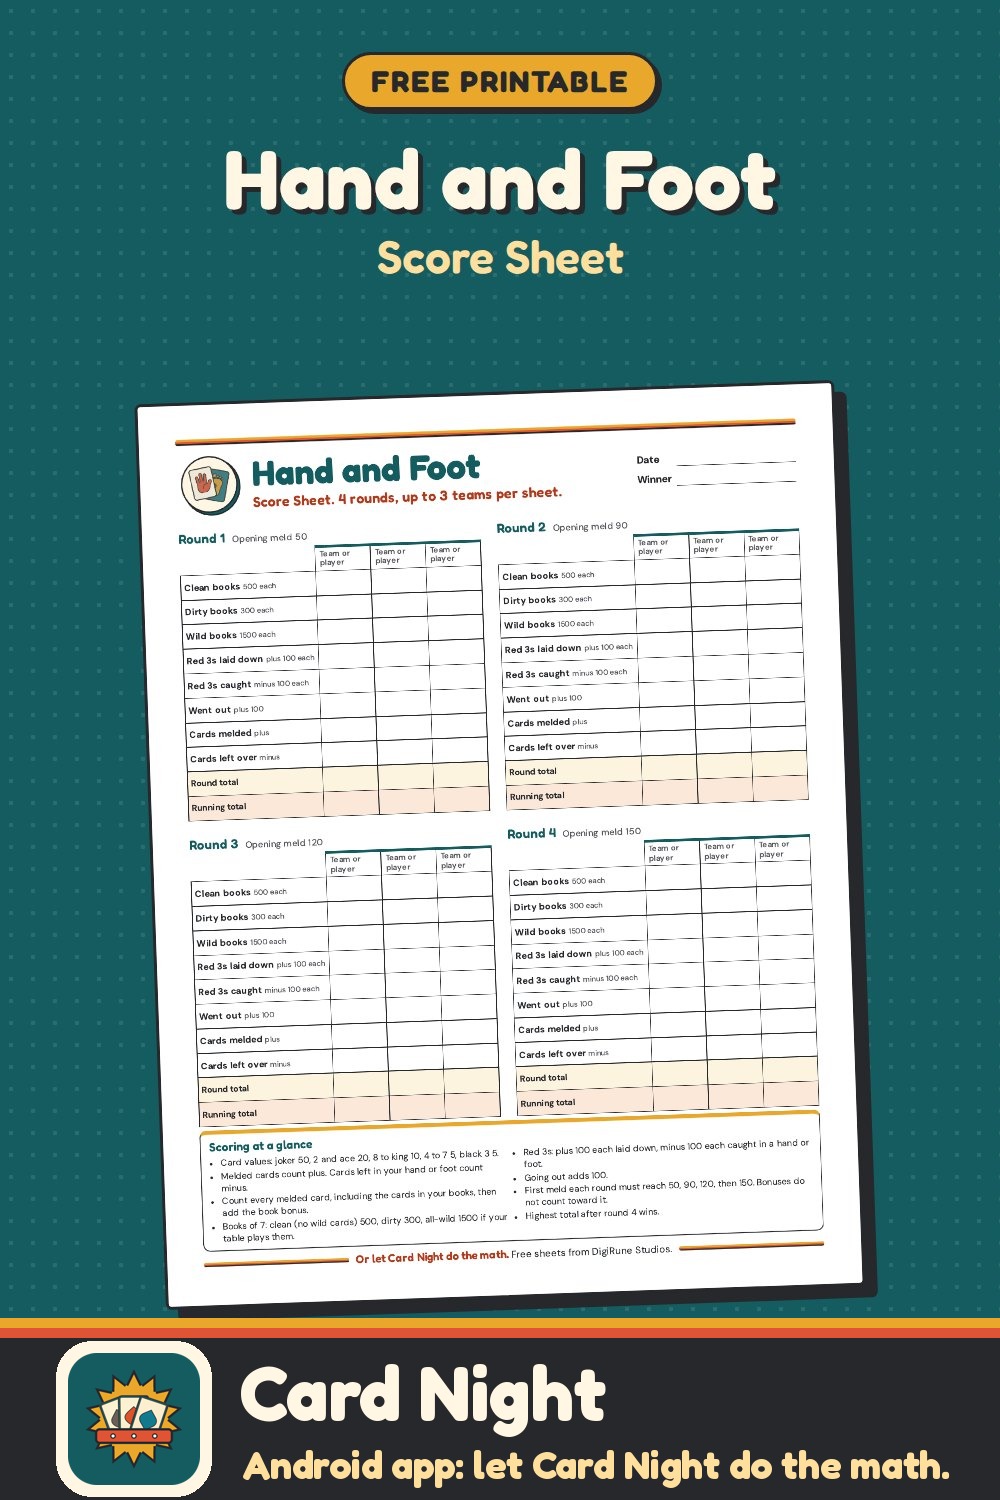 FREE PRINTABLE
Hand and Foot
Score Sheet
Hand and Foot
Score Sheet. 4 rounds, up to 3 teams per sheet.
Date
Winner
Round 1 Opening meld 50
Team or player
Team or player
Team or player
Clean books 500 each
Dirty books 300 each
Wild books 1500 each
Red 3s laid down plus 100 each
Red 3s caught minus 100 each
Went out plus 100
Cards melded plus
Cards left over minus
Round total
Running total
Round 2 Opening meld 90
Team or player
Team or player
Team or player
Clean books 500 each
Dirty books 300 each
Wild books 1500 each
Red 3s laid down plus 100 each
Red 3s caught minus 100 each
Went out plus 100
Cards melded plus
Cards left over minus
Round total
Running total
Round 3 Opening meld 120
Team or player
Team or player
Team or player
Clean books 500 each
Dirty books 300 each
Wild books 1500 each
Red 3s laid down plus 100 each
Red 3s caught minus 100 each
Went out plus 100
Cards melded plus
Cards left over minus
Round total
Running total
Round 4 Opening meld 150
Team or player
Team or player
Team or player
Clean books 500 each
Dirty books 300 each
Wild books 1500 each
Red 3s laid down plus 100 each
Red 3s caught minus 100 each
Went out plus 100
Cards melded plus
Cards left over minus
Round total
Running total
Scoring at a glance
• Card values: joker 50, 2 and ace 20, 8 to king 10, 4 to 7 5, black 3 5.
• Melded cards count plus. Cards left in your hand or foot count
minus.
• Count every melded card, including the cards in your books, then
add the book bonus.
• Books of 7: clean (no wild cards) 500, dirty 300, all-wild 1500 if your
table plays them.
• Red 3s: plus 100 each laid down, minus 100 each caught in a hand or
foot.
• Going out adds 100.
• First meld each round must reach 50, 90, 120, then 150. Bonuses do
not count toward it.
• Highest total after round 4 wins.
Or let Card Night do the math. Free sheets from DigiRune Studios.
Card Night
Android app: let Card Night do the math.